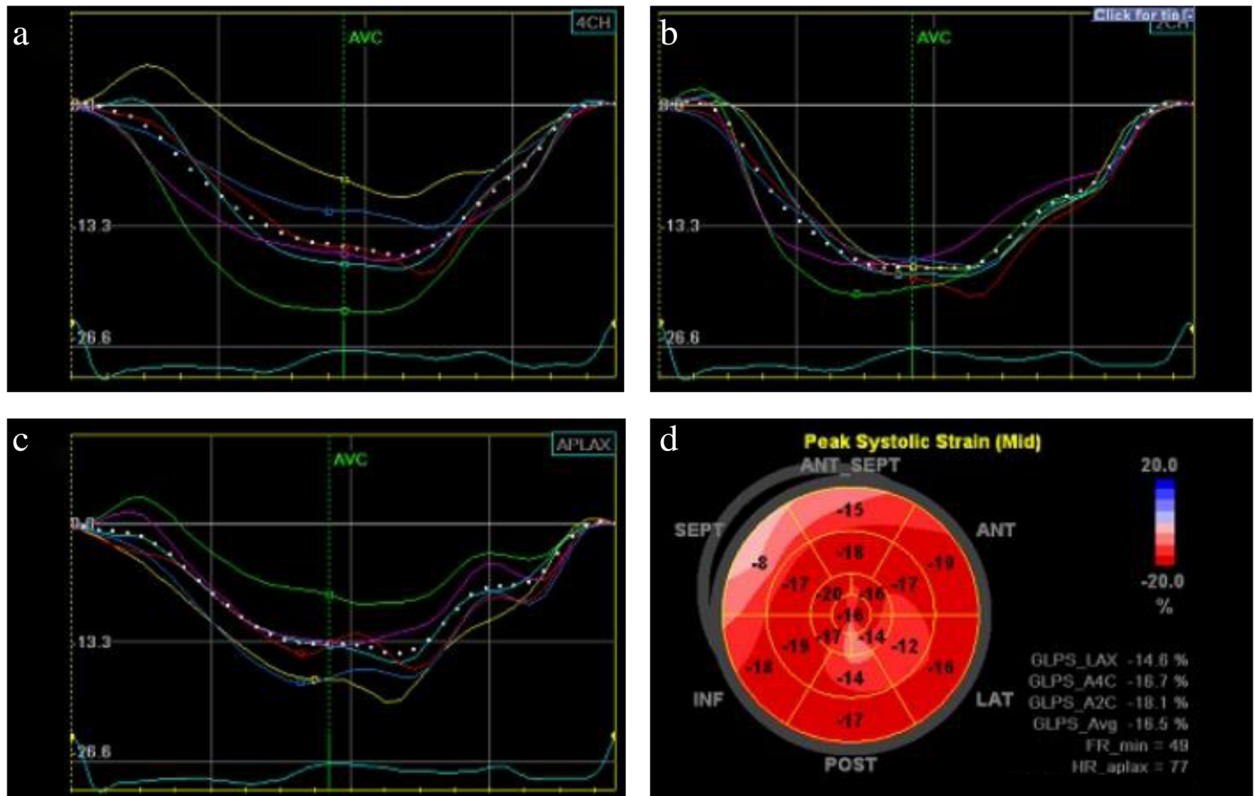 a
4CH
AVC
0.0
-13.3
-26.6
b
Click for tip
2CH
AVC
0.0
-13.3
-26.6
c
APLAX
AVC
0.0
-13.3
-26.6
d
Peak Systolic Strain (Mid)
ANT_SEPT
20.0
SEPT
ANT
-15
-8
-18
-19
-17
-17
-20
-16
-16
-20.0
%
-17
-14
-19
-12
-18
-16
-14
-17
INF
LAT
POST
GLPS_LAX -14.6 %
GLPS_A4C -16.7 %
GLPS_A2C -18.1 %
GLPS_Avg -16.5 %
FR_min = 49
HR_aplax = 77